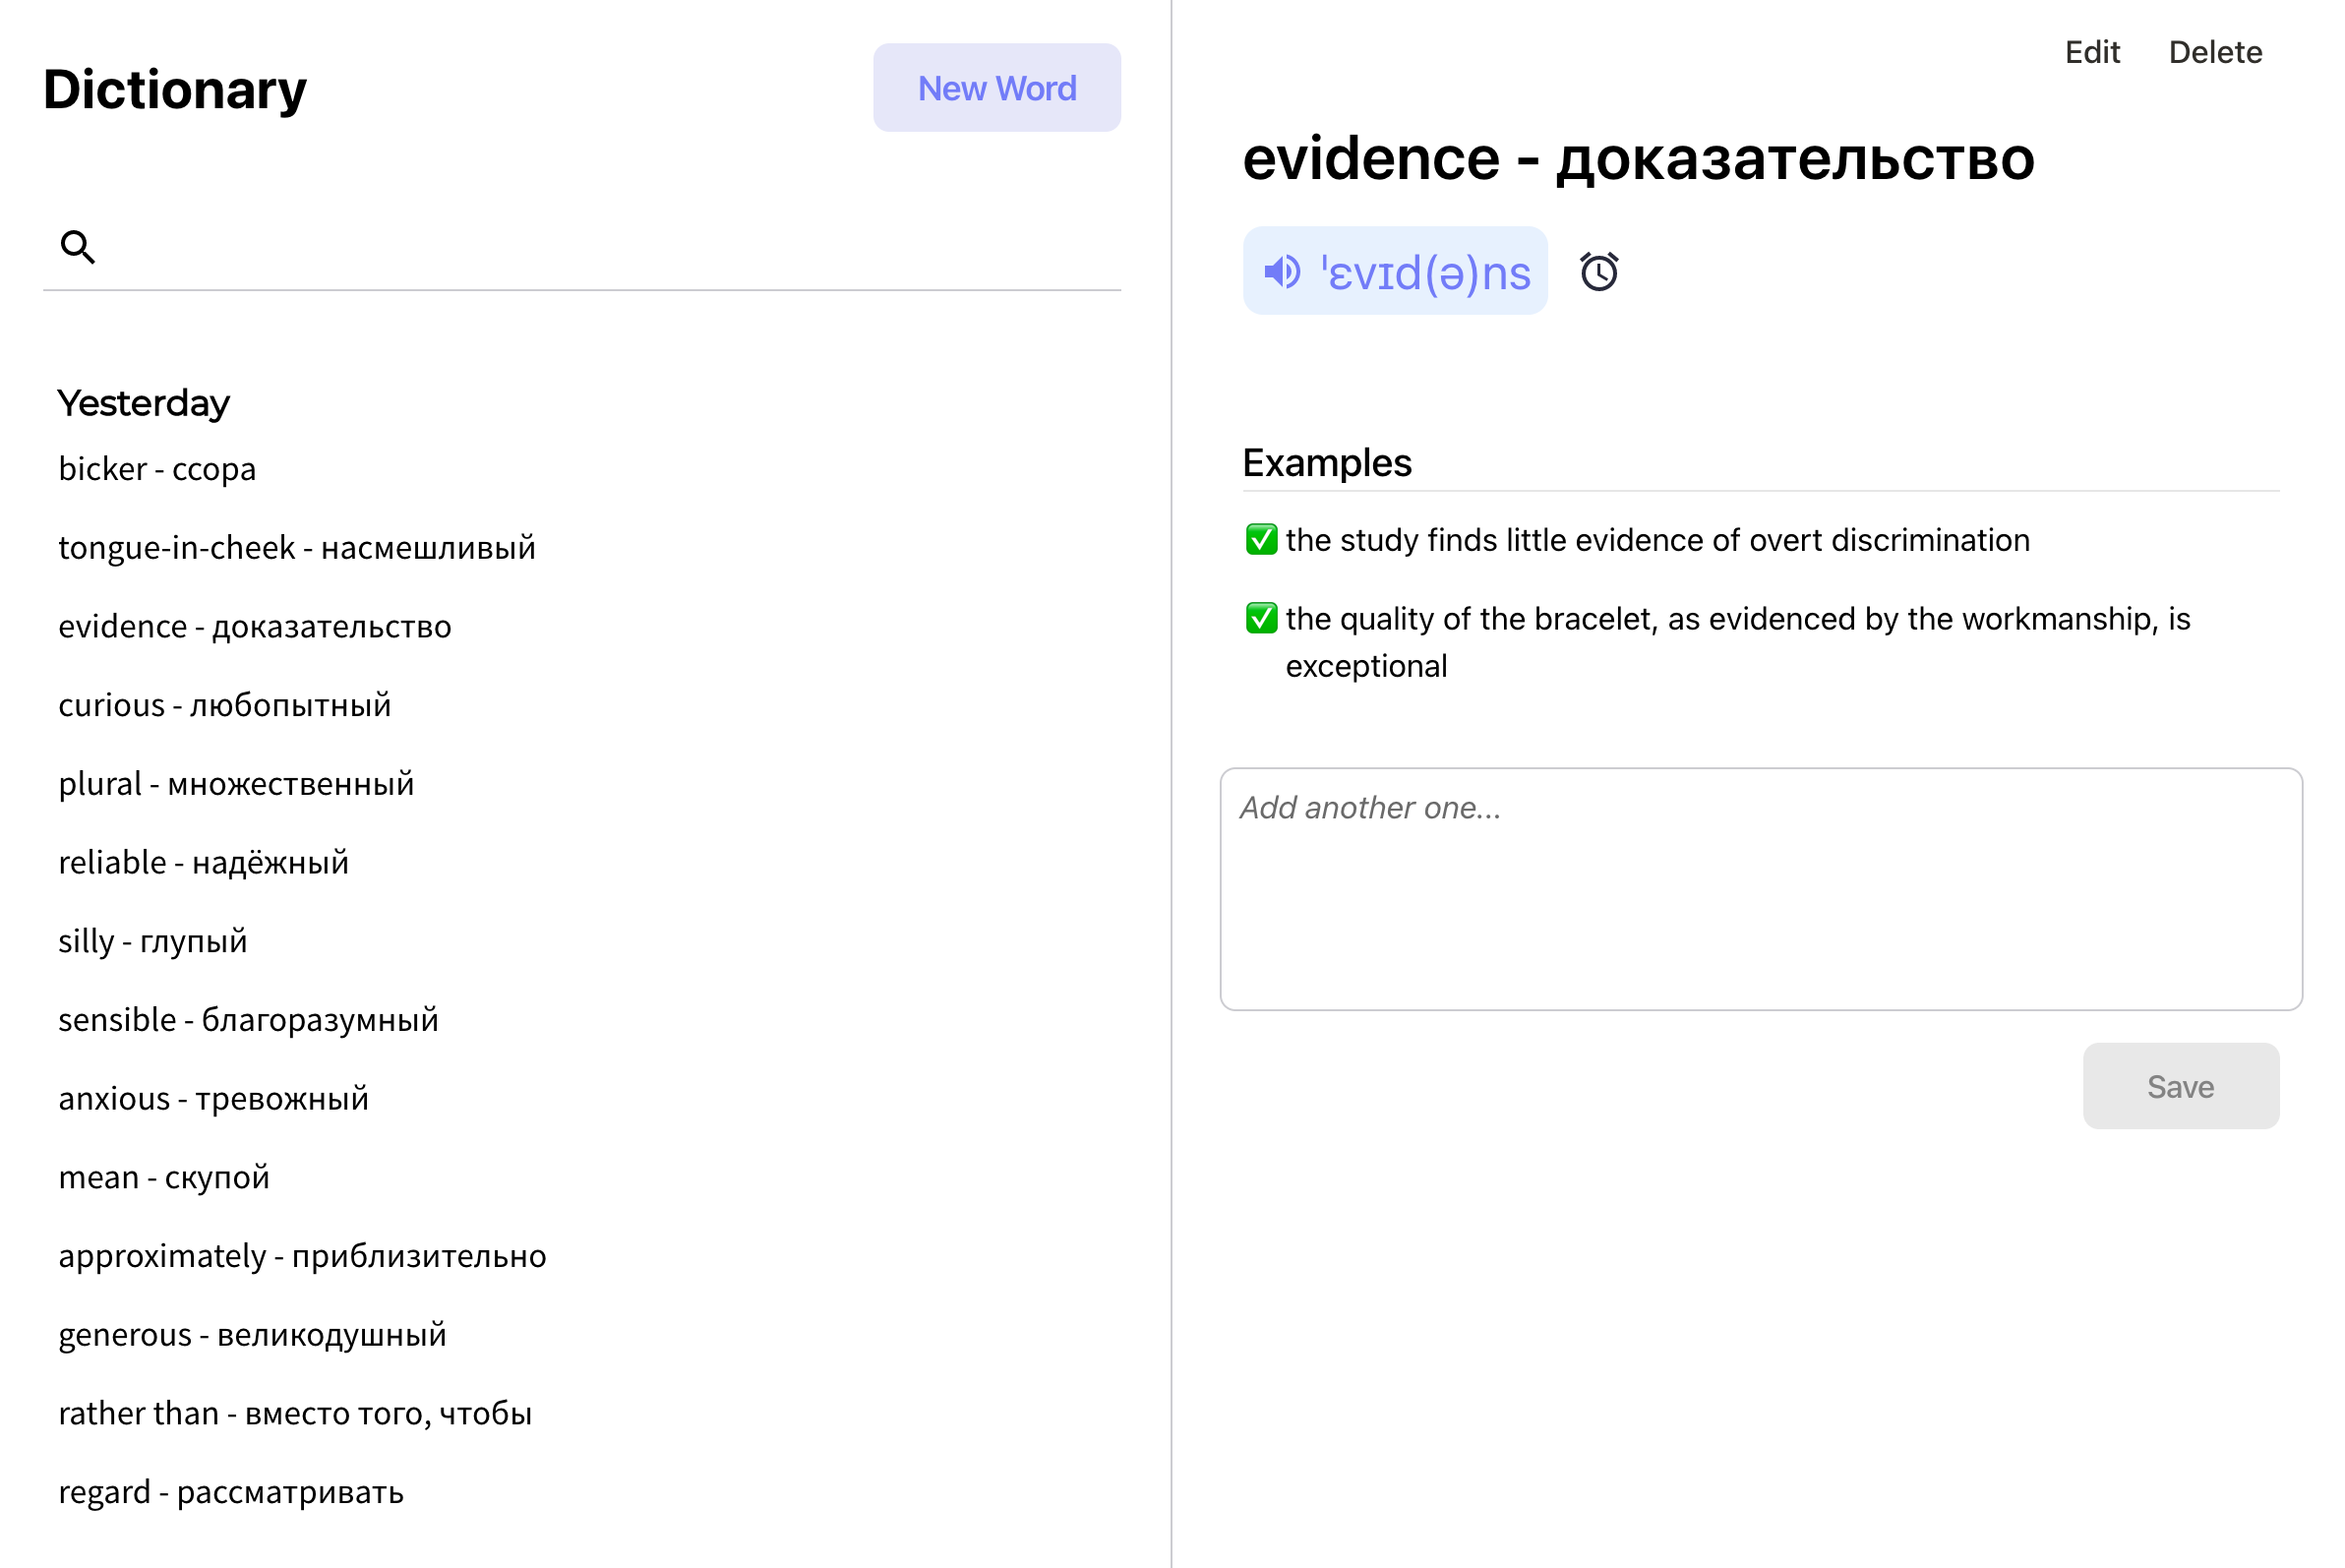 Dictionary
New Word
Yesterday
bicker - ссора
tongue-in-cheek - насмешливый
evidence - доказательство
curious - любопытный
plural - множественный
reliable - надёжный
silly - глупый
sensible - благоразумный
anxious - тревожный
mean - скупой
approximately - приблизительно
generous - великодушный
rather than - вместо того, чтобы
regard - рассматривать
Edit Delete
evidence - доказательство
ˈɛvɪd(ə)ns
Examples
✅ the study finds little evidence of overt discrimination
✅ the quality of the bracelet, as evidenced by the workmanship, is
exceptional
Add another one...
Save